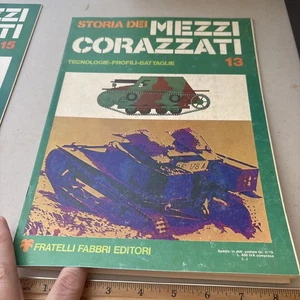 STORIA DEI MEZZI
CORAZZATI
TECNOLOGIE-PROFILI-BATTAGLIE
13
FRATELLI FABBRI EDITORI
15